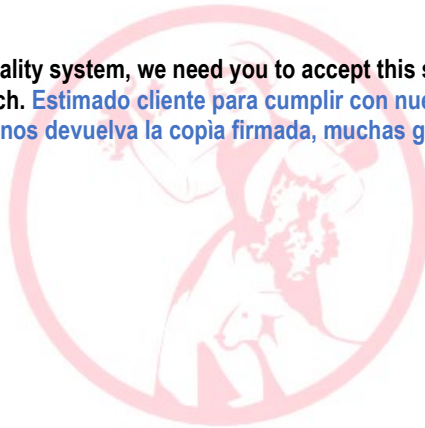 ality system, we need you to accept this s
ch. Estimado cliente para cumplir con nue
nos devuelva la copìa firmada, muchas g